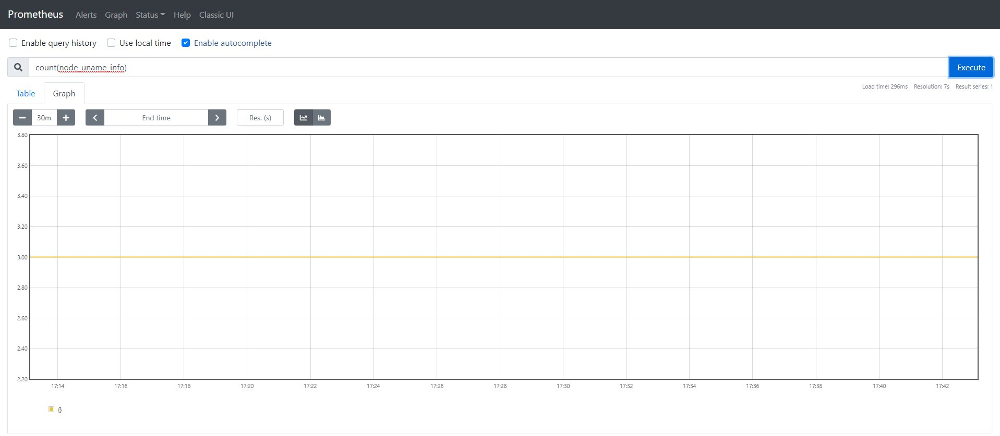 Prometheus Alerts Graph Status Help Classic UI
Enable query history Use local time Enable autocomplete
count(node_uname_info) Execute
Load time: 296ms Resolution: 7s Result series: 1
Table Graph
30m End time Res. (s)
3.80
3.60
3.40
3.20
3.00
2.80
2.60
2.40
2.20
17:14 17:16 17:18 17:20 17:22 17:24 17:26 17:28 17:30 17:32 17:34 17:36 17:38 17:40 17:42
{}